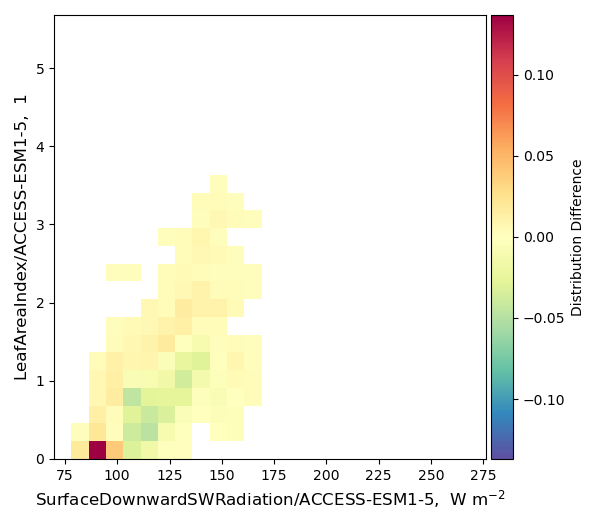 LeafAreaIndex/ACCESS-ESM1-5,  1
5
4
3
2
1
0
75 100 125 150 175 200 225 250 275
SurfaceDownwardSWRadiation/ACCESS-ESM1-5,  W m⁻²
0.10
0.05
0.00
−0.05
−0.10
Distribution Difference